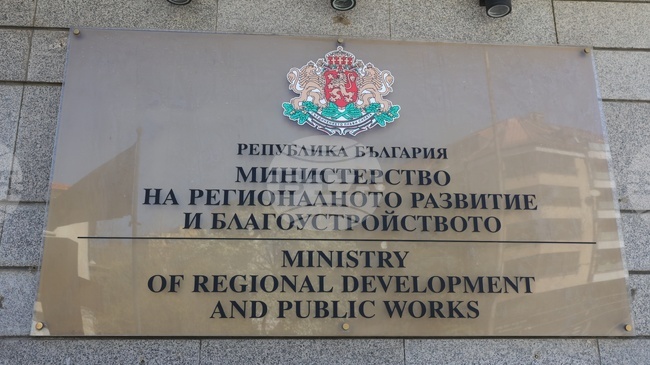 РЕПУБЛИКА БЪЛГАРИЯ
МИНИСТЕРСТВО
НА РЕГИОНАЛНОТО РАЗВИТИЕ
И БЛАГОУСТРОЙСТВОТО
MINISTRY
OF REGIONAL DEVELOPMENT
AND PUBLIC WORKS